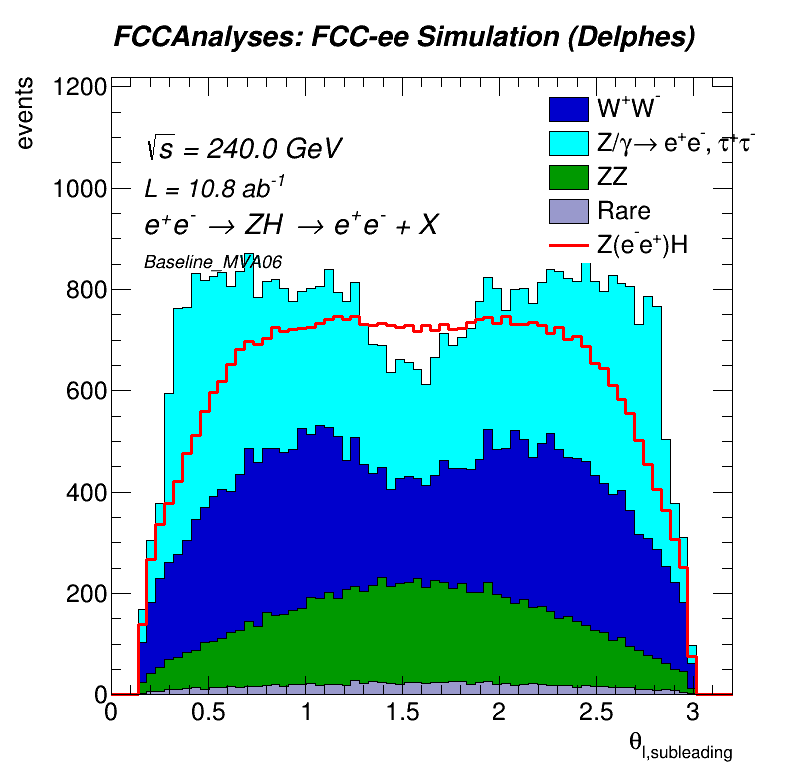 FCCAnalyses: FCC-ee Simulation (Delphes)
events
1200
1000
800
600
400
200
0
√s = 240.0 GeV
L = 10.8 ab⁻¹
e⁺e⁻ → ZH → e⁺e⁻ + X
Baseline_MVA06
W⁺W⁻
Z/γ→ e⁺e⁻, τ⁺τ⁻
ZZ
Rare
Z(e⁻e⁺)H
0 0.5 1 1.5 2 2.5 3
θl,subleading